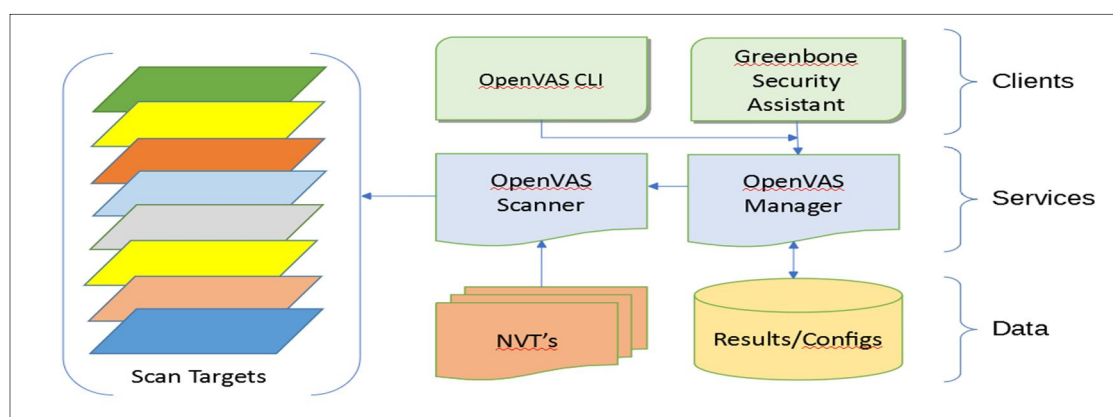 OpenVAS CLI
Greenbone
Security
Assistant
Clients
OpenVAS
Scanner
OpenVAS
Manager
Services
NVT's
Results/Configs
Data
Scan Targets